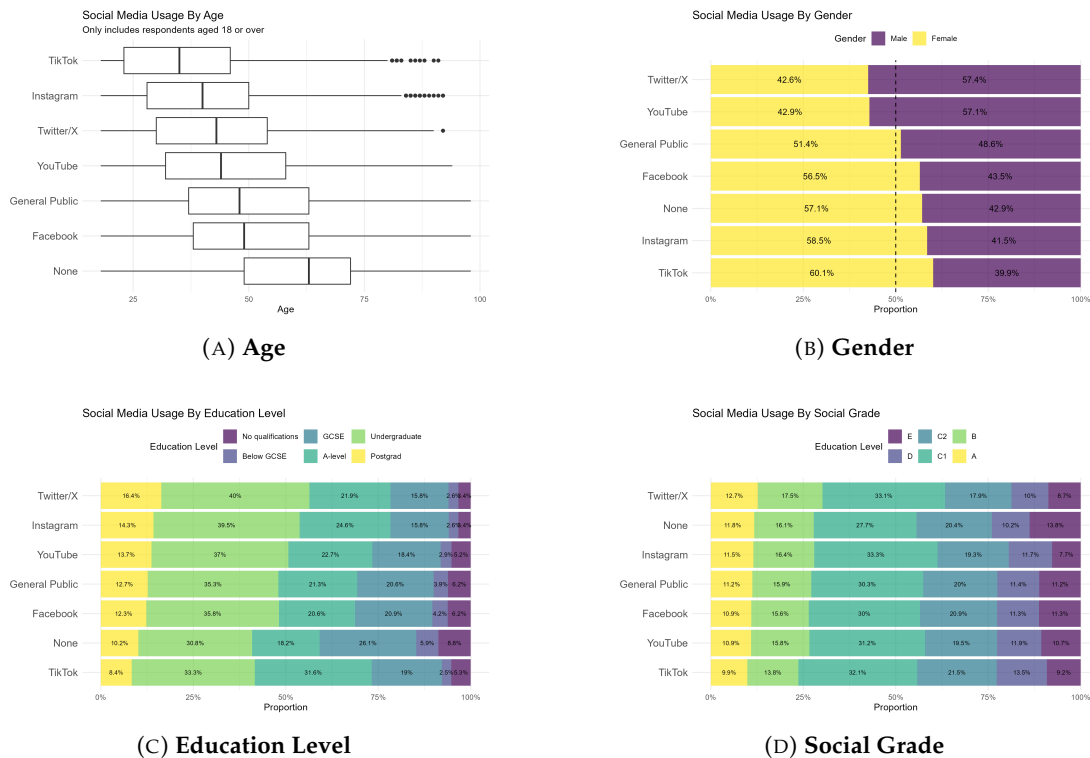 Social Media Usage By Age
Only includes respondents aged 18 or over
TikTok
Instagram
Twitter/X
YouTube
General Public
Facebook
None
25 50 75 100
Age
(A) Age
Social Media Usage By Gender
Gender Male Female
Twitter/X 42.6% 57.4%
YouTube 42.9% 57.1%
General Public 51.4% 48.6%
Facebook 56.5% 43.5%
None 57.1% 42.9%
Instagram 58.5% 41.5%
TikTok 60.1% 39.9%
0% 25% 50% 75% 100%
Proportion
(B) Gender
Social Media Usage By Education Level
Education Level No qualifications GCSE Undergraduate
Below GCSE A-level Postgrad
Twitter/X 16.4% 40% 21.9% 15.8% 2.6%
Instagram 14.3% 39.5% 24.6% 15.8% 2.6%
YouTube 13.7% 37% 22.7% 18.4% 2.9% 5.2%
General Public 12.7% 35.3% 21.3% 20.6% 3.9% 6.2%
Facebook 12.3% 35.8% 20.6% 20.9% 4.2% 6.2%
None 10.2% 30.8% 18.2% 26.1% 5.9% 8.8%
TikTok 8.4% 33.3% 31.6% 19% 2.5% 5.3%
0% 25% 50% 75% 100%
Proportion
(C) Education Level
Social Media Usage By Social Grade
Education Level E C2 B
D C1 A
Twitter/X 12.7% 17.5% 33.1% 17.9% 10% 8.7%
None 11.8% 16.1% 27.7% 20.4% 10.2% 13.8%
Instagram 11.5% 16.4% 33.3% 19.3% 11.7% 7.7%
General Public 11.2% 15.9% 30.3% 20% 11.4% 11.2%
Facebook 10.9% 15.6% 30% 20.9% 11.3% 11.3%
YouTube 10.9% 15.8% 31.2% 19.5% 11.9% 10.7%
TikTok 9.9% 13.8% 32.1% 21.5% 13.5% 9.2%
0% 25% 50% 75% 100%
Proportion
(D) Social Grade